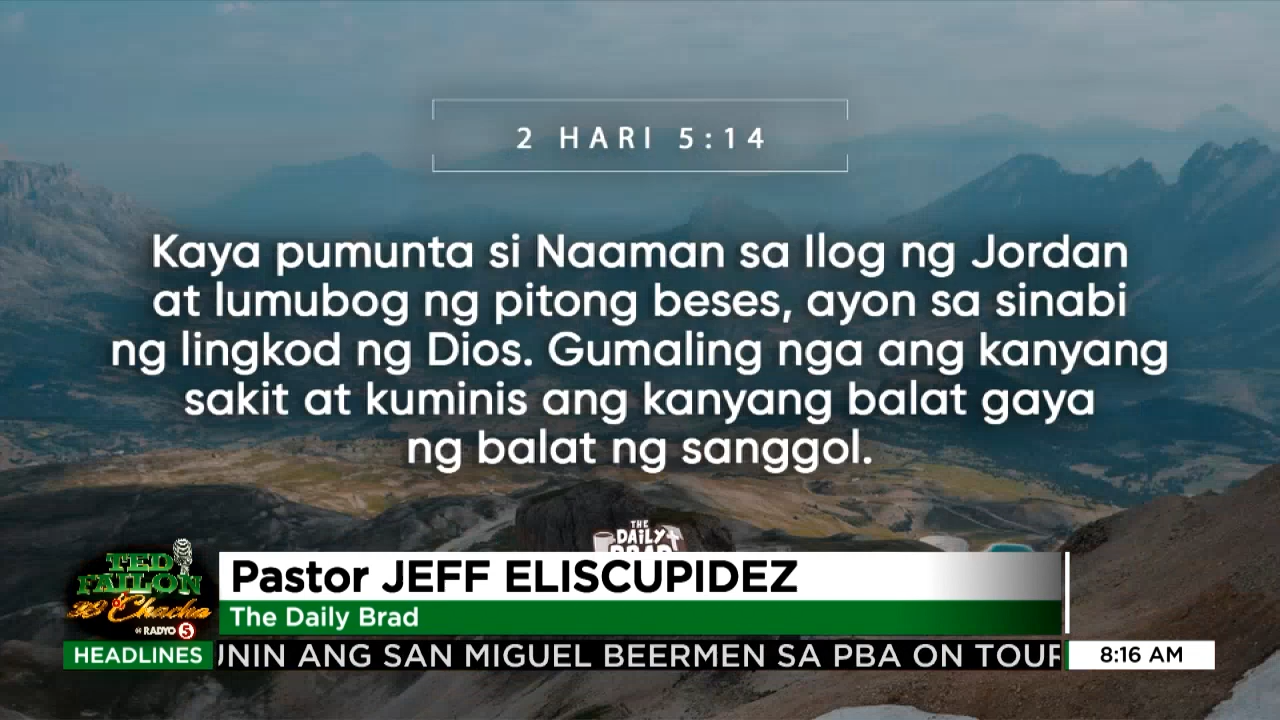 2 HARI 5:14
Kaya pumunta si Naaman sa Ilog ng Jordan
at lumubog ng pitong beses, ayon sa sinabi
ng lingkod ng Dios. Gumaling nga ang kanyang
sakit at kuminis ang kanyang balat gaya
ng balat ng sanggol.
THE
DAILY
BRAD
TED
FAILON
& Chacha
@ RADYO 5
Pastor JEFF ELISCUPIDEZ
The Daily Brad
HEADLINES
ANG SAN MIGUEL BEERMEN SA PBA ON TOUR
8:16 AM